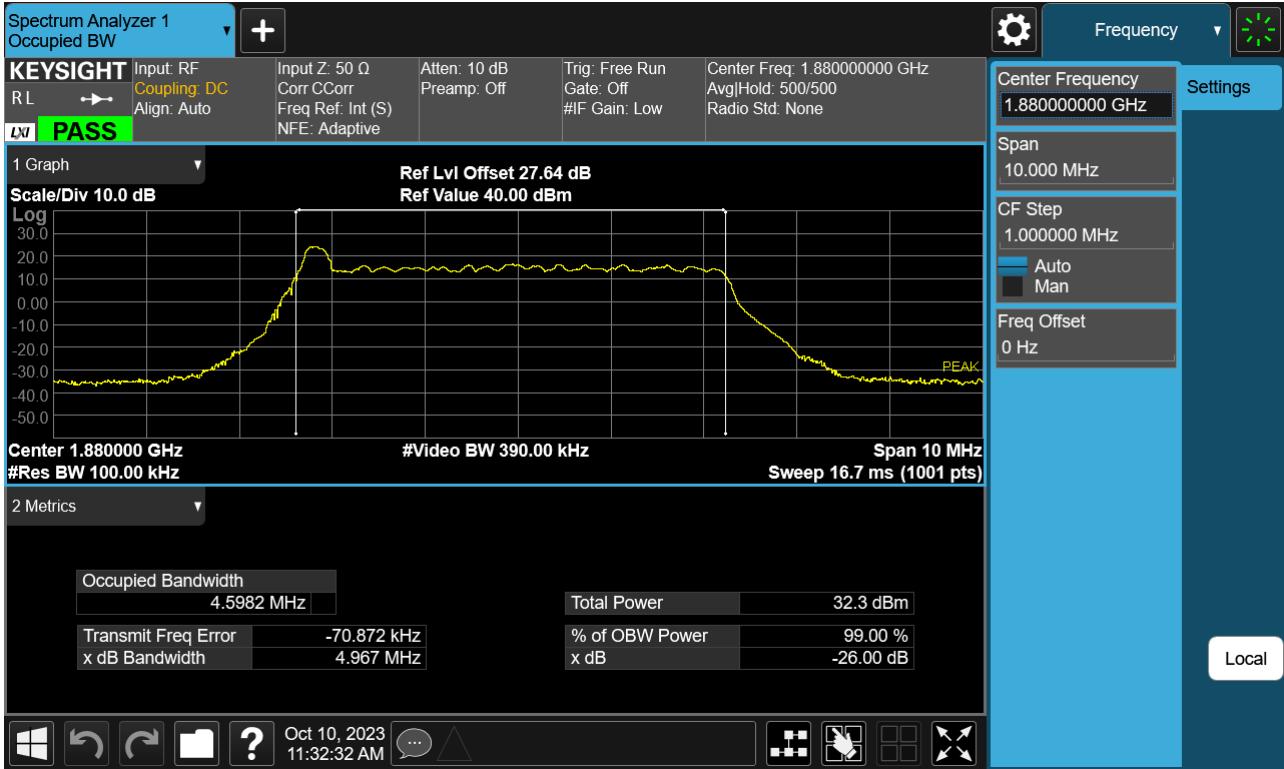 Spectrum Analyzer 1
Occupied BW
Frequency
KEYSIGHT
R L
LXI PASS
Input: RF
Coupling: DC
Align: Auto
Input Z: 50 Ω
Corr CCorr
Freq Ref: Int (S)
NFE: Adaptive
Atten: 10 dB
Preamp: Off
Trig: Free Run
Gate: Off
#IF Gain: Low
Center Freq: 1.880000000 GHz
Avg|Hold: 500/500
Radio Std: None
Center Frequency
1.880000000 GHz
Settings
Span
10.000 MHz
CF Step
1.000000 MHz
Auto
Man
Freq Offset
0 Hz
Local
1 Graph
Scale/Div 10.0 dB
Ref Lvl Offset 27.64 dB
Ref Value 40.00 dBm
Log
30.0
20.0
10.0
0.00
-10.0
-20.0
-30.0
-40.0
-50.0
PEAK
Center 1.880000 GHz
#Video BW 390.00 kHz
Span 10 MHz
#Res BW 100.00 kHz
Sweep 16.7 ms (1001 pts)
2 Metrics
Occupied Bandwidth
4.5982 MHz
Total Power 32.3 dBm
Transmit Freq Error -70.872 kHz
% of OBW Power 99.00 %
x dB Bandwidth 4.967 MHz
x dB -26.00 dB
?
Oct 10, 2023
11:32:32 AM